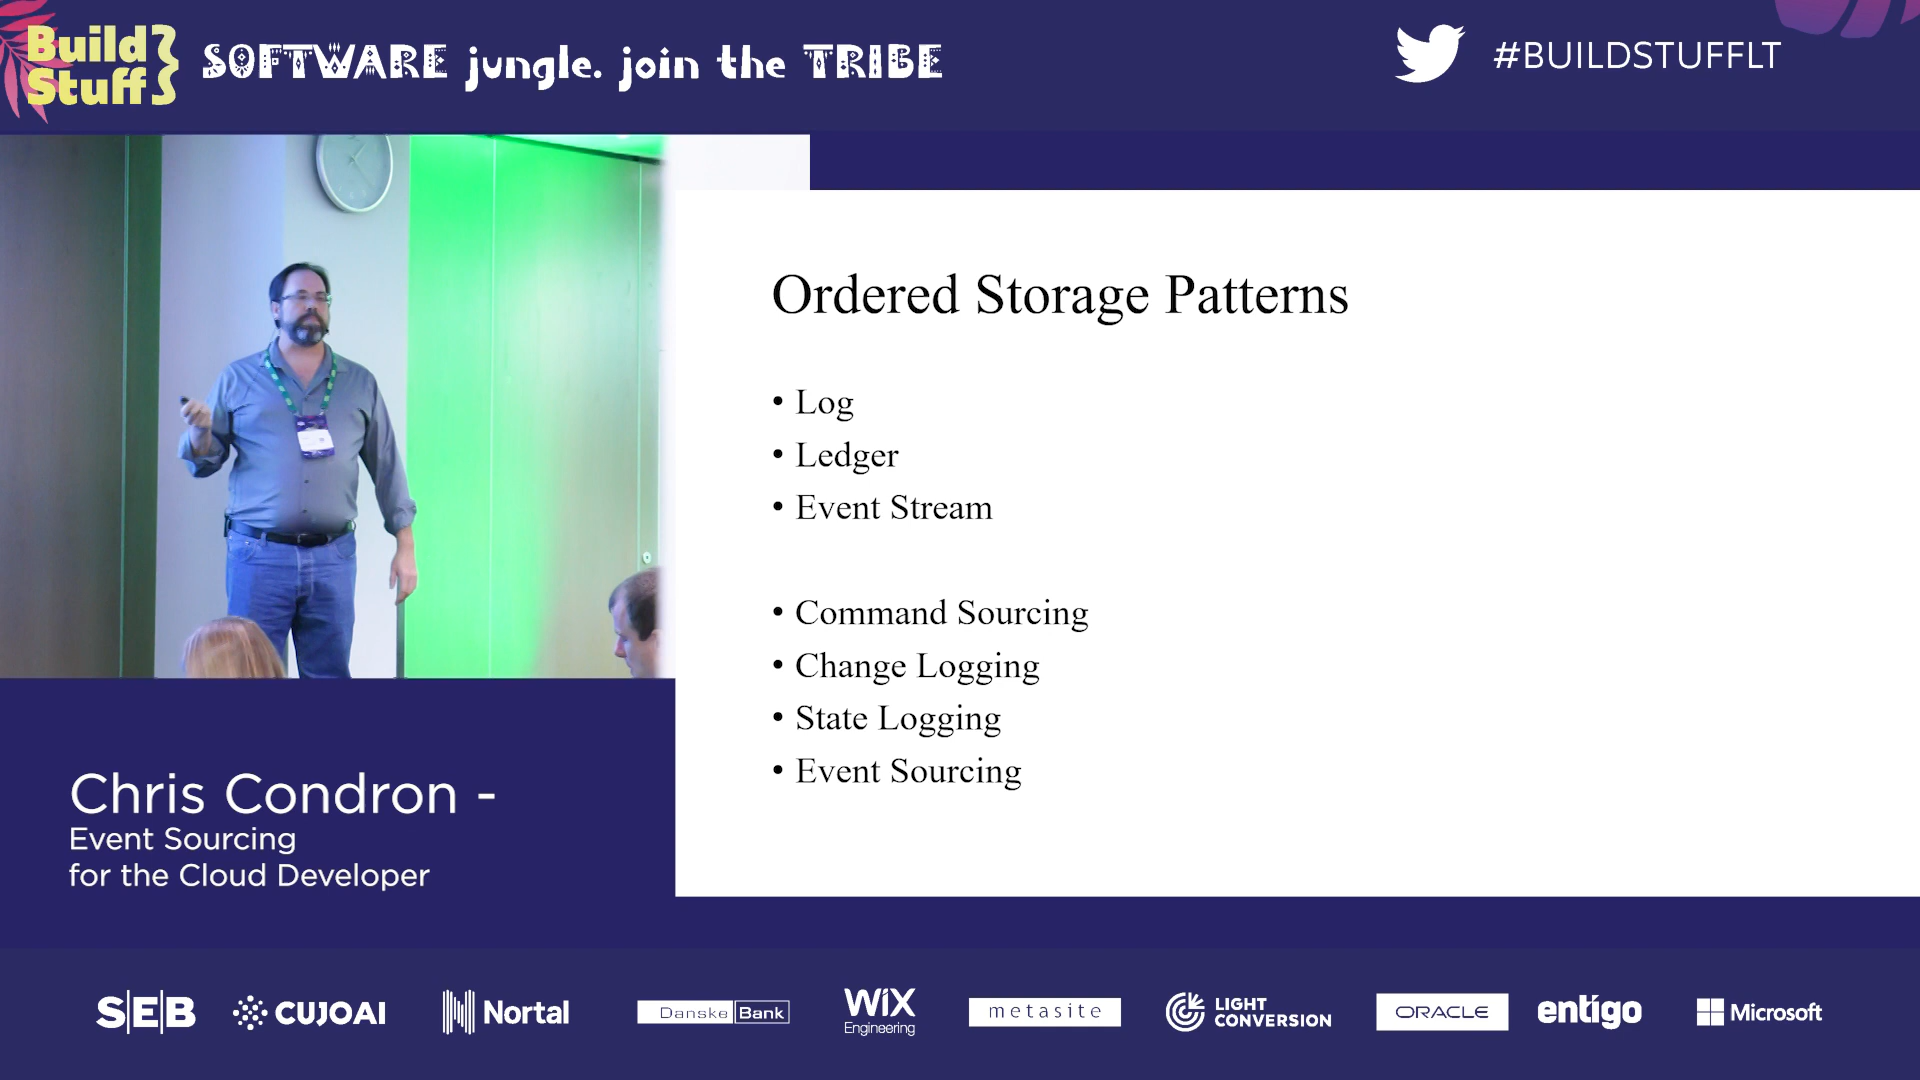 Build
Stuff
SOFTWARE jungle. join the TRIBE
#BUILDSTUFFLT
Ordered Storage Patterns
• Log
• Ledger
• Event Stream
• Command Sourcing
• Change Logging
• State Logging
• Event Sourcing
Chris Condron -
Event Sourcing
for the Cloud Developer
S|E|B
CUJOAI
Nortal
Danske Bank
WiX
Engineering
metasite
LIGHT
CONVERSION
ORACLE
entigo
Microsoft